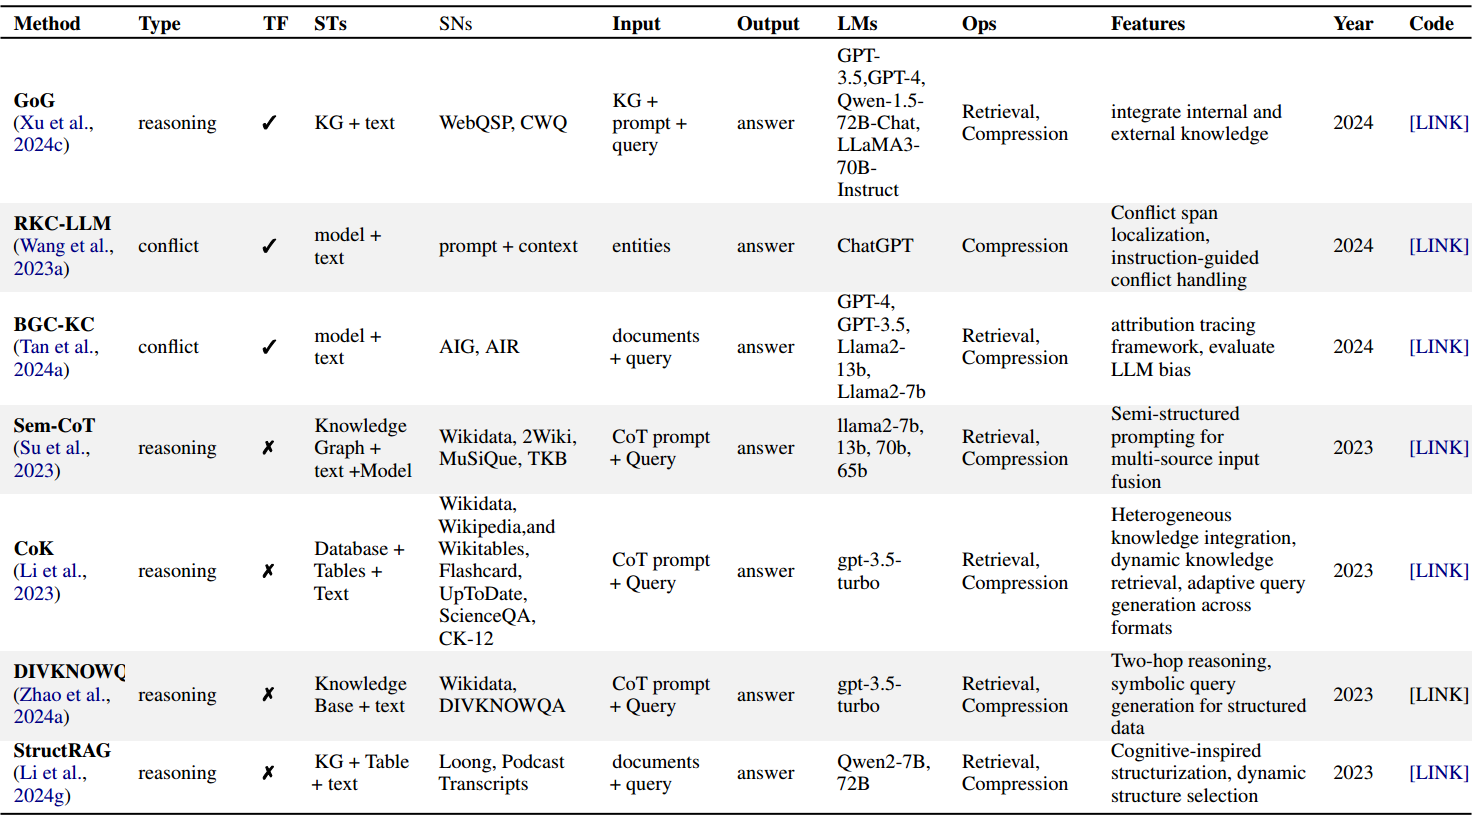 Method Type TF STs SNs Input Output LMs Ops Features Year Code
GoG
(Xu et al.,
2024c)
reasoning
✓
KG + text
WebQSP, CWQ
KG +
prompt +
query
answer
GPT-
3.5,GPT-4,
Qwen-1.5-
72B-Chat,
LLaMA3-
70B-
Instruct
Retrieval,
Compression
integrate internal and
external knowledge
2024
[LINK]
RKC-LLM
(Wang et al.,
2023a)
conflict
✓
model +
text
prompt + context
entities
answer
ChatGPT
Compression
Conflict span
localization,
instruction-guided
conflict handling
2024
[LINK]
BGC-KC
(Tan et al.,
2024a)
conflict
✓
model +
text
AIG, AIR
documents
+ query
answer
GPT-4,
GPT-3.5,
Llama2-
13b,
Llama2-7b
Retrieval,
Compression
attribution tracing
framework, evaluate
LLM bias
2024
[LINK]
Sem-CoT
(Su et al.,
2023)
reasoning
✗
Knowledge
Graph +
text +Model
Wikidata, 2Wiki,
MuSiQue, TKB
CoT prompt
+ Query
answer
llama2-7b,
13b, 70b,
65b
Retrieval,
Compression
Semi-structured
prompting for
multi-source input
fusion
2023
[LINK]
CoK
(Li et al.,
2023)
reasoning
✗
Database +
Tables +
Text
Wikidata,
Wikipedia,and
Wikitables,
Flashcard,
UpToDate,
ScienceQA,
CK-12
CoT prompt
+ Query
answer
gpt-3.5-
turbo
Retrieval,
Compression
Heterogeneous
knowledge integration,
dynamic knowledge
retrieval, adaptive query
generation across
formats
2023
[LINK]
DIVKNOWQ
(Zhao et al.,
2024a)
reasoning
✗
Knowledge
Base + text
Wikidata,
DIVKNOWQA
CoT prompt
+ Query
answer
gpt-3.5-
turbo
Retrieval,
Compression
Two-hop reasoning,
symbolic query
generation for structured
data
2023
[LINK]
StructRAG
(Li et al.,
2024g)
reasoning
✗
KG + Table
+ text
Loong, Podcast
Transcripts
documents
+ query
answer
Qwen2-7B,
72B
Retrieval,
Compression
Cognitive-inspired
structurization, dynamic
structure selection
2023
[LINK]